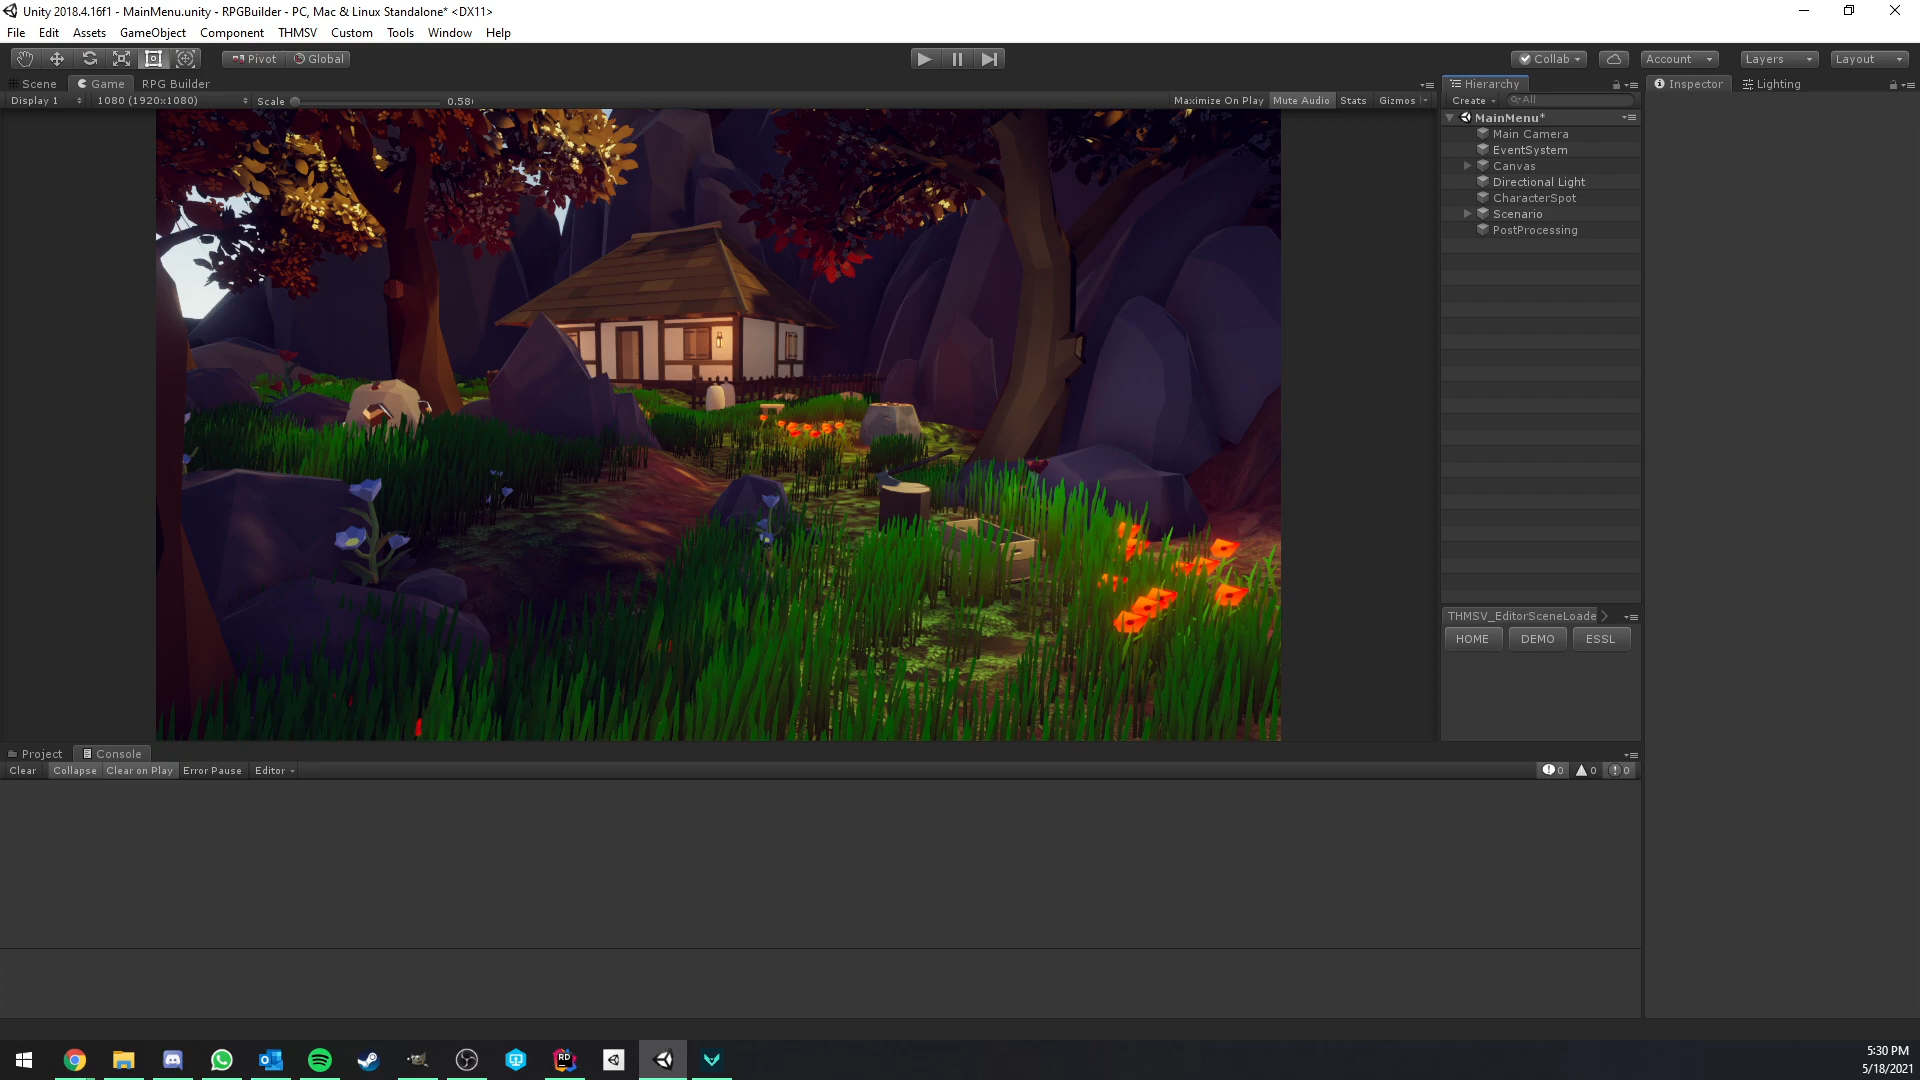 Unity 2018.4.16f1 - MainMenu.unity - RPGBuilder - PC, Mac & Linux Standalone* <DX11>
File Edit Assets GameObject Component THMSV Custom Tools Window Help
Pivot Global Collab Account Layers Layout
Scene Game RPG Builder
Display 1 1080 (1920x1080) Scale 0.58 Maximize On Play Mute Audio Stats Gizmos
Hierarchy
Create All
MainMenu*
Main Camera
EventSystem
Canvas
Directional Light
CharacterSpot
Scenario
PostProcessing
Inspector Lighting
THMSV_EditorSceneLoade
HOME DEMO ESSL
Project Console
Clear Collapse Clear on Play Error Pause Editor 0 0 0
RD
5:30 PM
5/18/2021